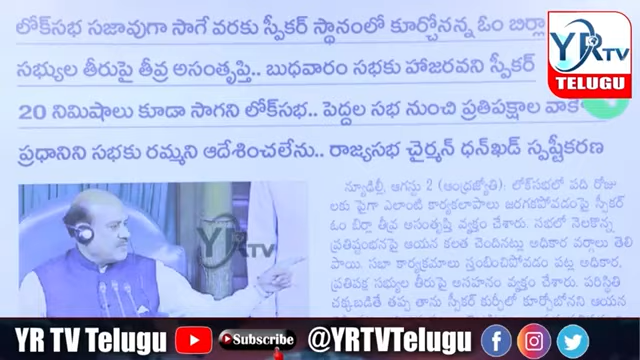 లోక్‌సభ సజావుగా సాగే వరకు స్పీకర్ స్థానంలో కూర్చోనన్న ఓం బిర్లా
సభ్యుల తీరుపై తీవ్ర అసంతృప్తి.. బుధవారం సభకు హాజరవని స్పీకర్
20 నిమిషాలు కూడా సాగని లోక్‌సభ.. పెద్దల సభ నుంచి ప్రతిపక్షాల
ప్రధానిని సభకు రమ్మని ఆదేశించలేను.. రాజ్యసభ చైర్మన్ ధన్‌ఖడ్ స్పష్టీకరణ
YR TV
TELUGU
న్యూఢిల్లీ, ఆగస్టు 2 (ఆంధ్రజ్యోతి): లోక్‌సభలో పది రోజు
లకు పైగా ఎలాంటి కార్యకలాపాలు జరగకపోవడంపై స్పీకర్
ఓం బిర్లా తీవ్ర అసంతృప్తి వ్యక్తం చేశారు. సభలో నెలకొన్న
ప్రతిష్టంభనపై ఆయన కలత చెందినట్లు అధికార వర్గాలు తెలి
పాయి. సభా కార్యక్రమాలు స్తంభించిపోవడం పట్ల అధికార,
ప్రతిపక్ష సభ్యుల తీరుపై ఆయన అసహనం వ్యక్తం చేశారు. పరిస్థితి
చక్కబడితే తప్ప తాను స్పీకర్ కుర్చీలో కూర్చోబోనని ఆయన
YR TV
YR TV Telugu
Subscribe
@YRTVTelugu